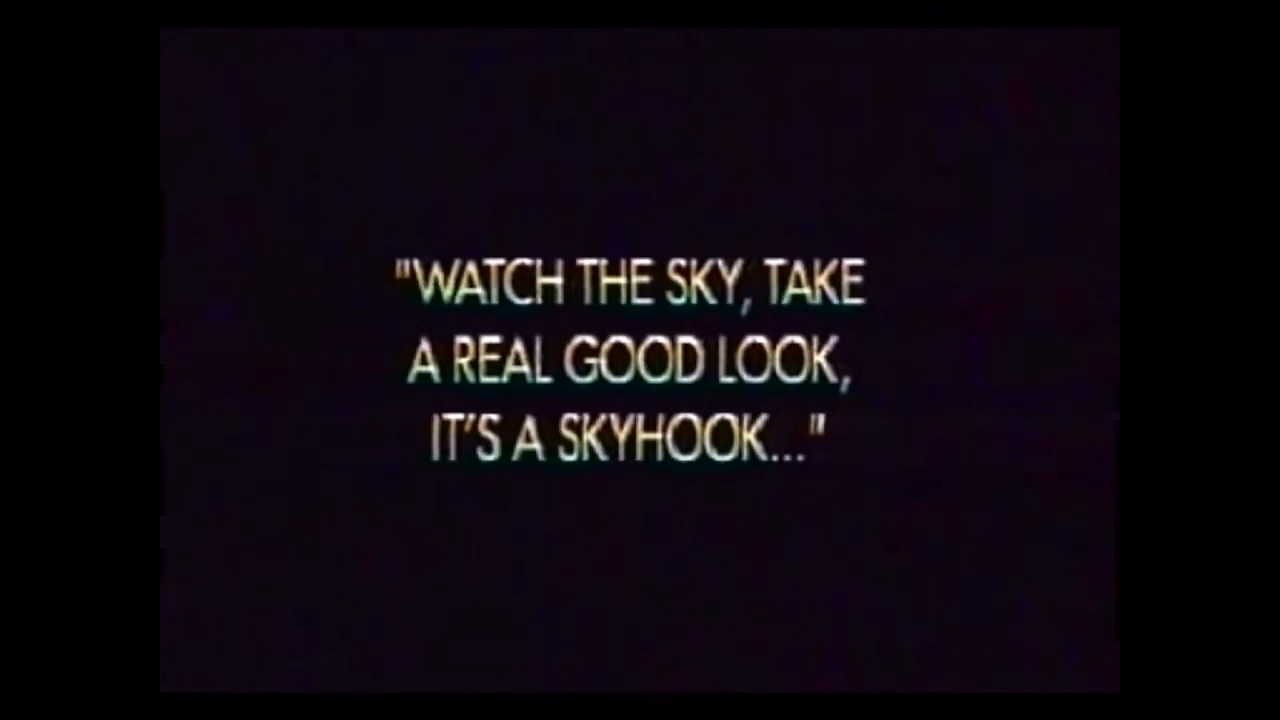 "WATCH THE SKY, TAKE
A REAL GOOD LOOK,
IT'S A SKYHOOK..."